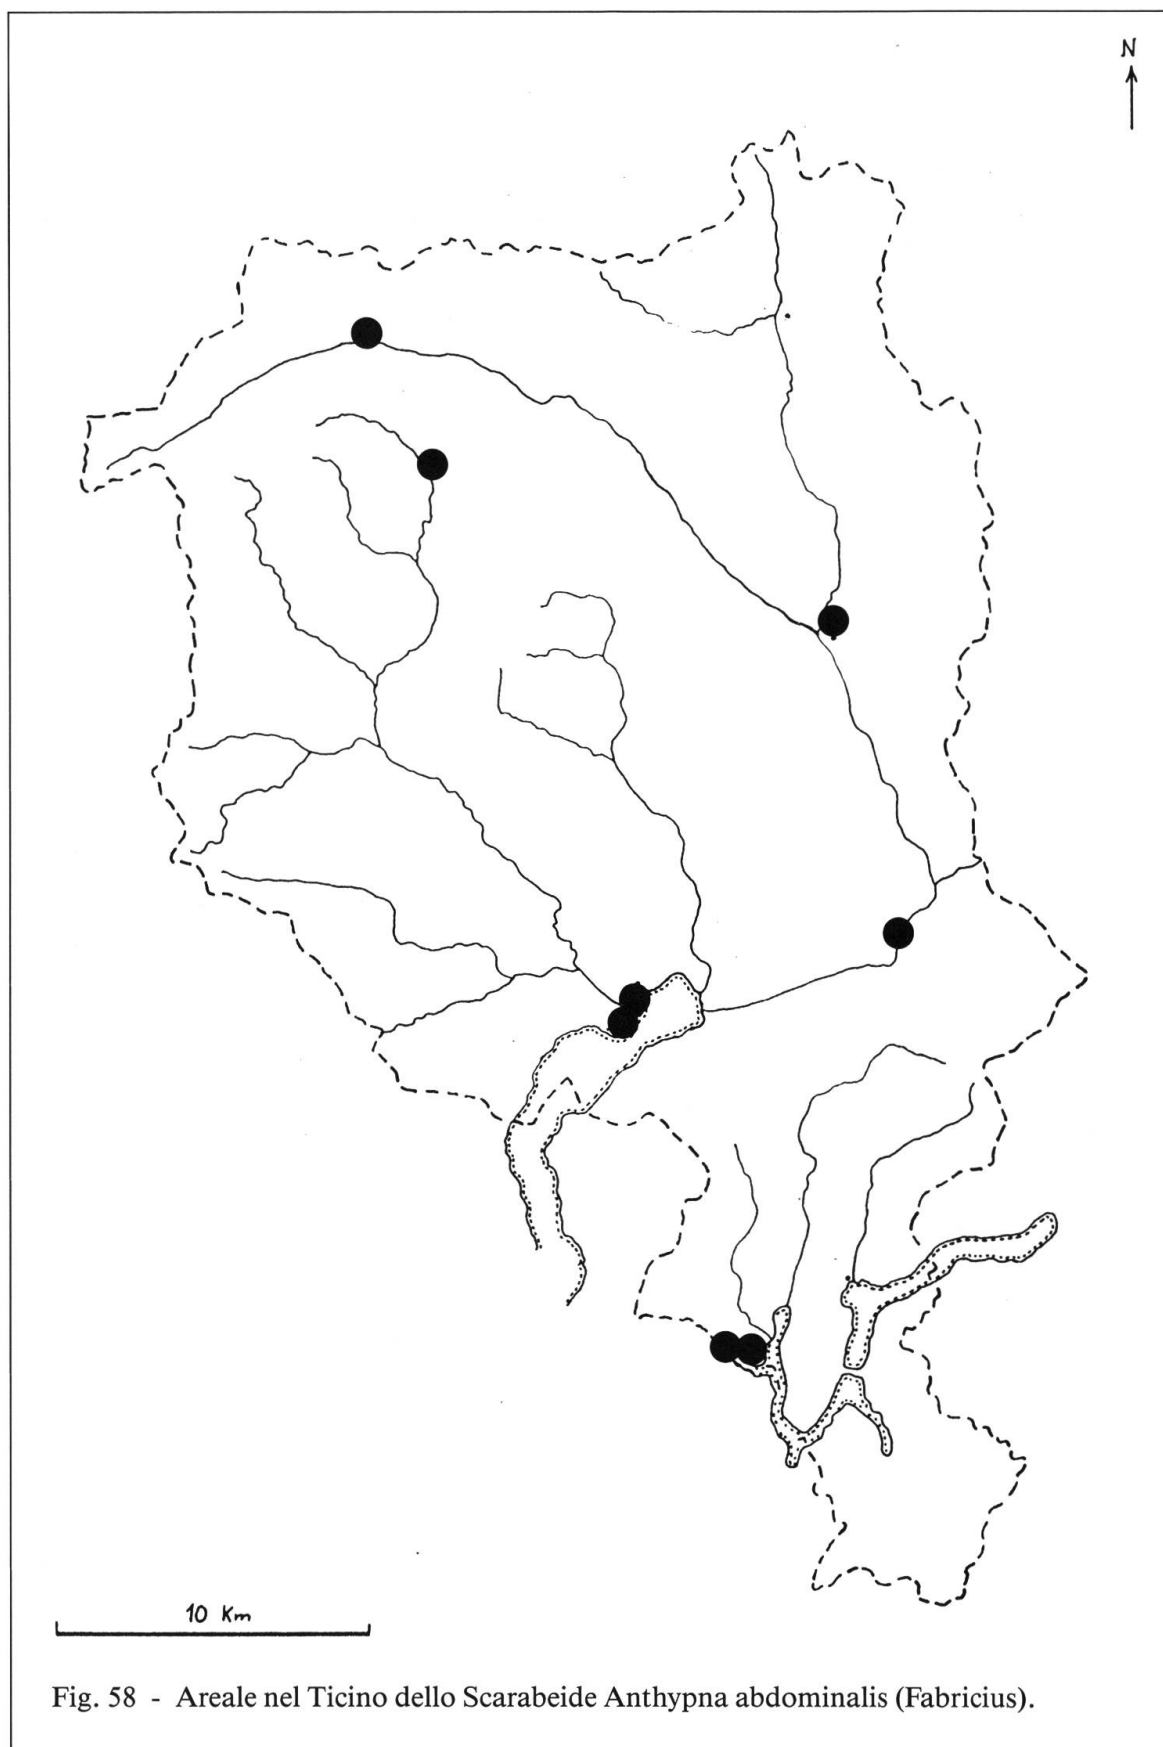 N
10 Km
Fig. 58 - Areale nel Ticino dello Scarabeide Anthypna abdominalis (Fabricius).